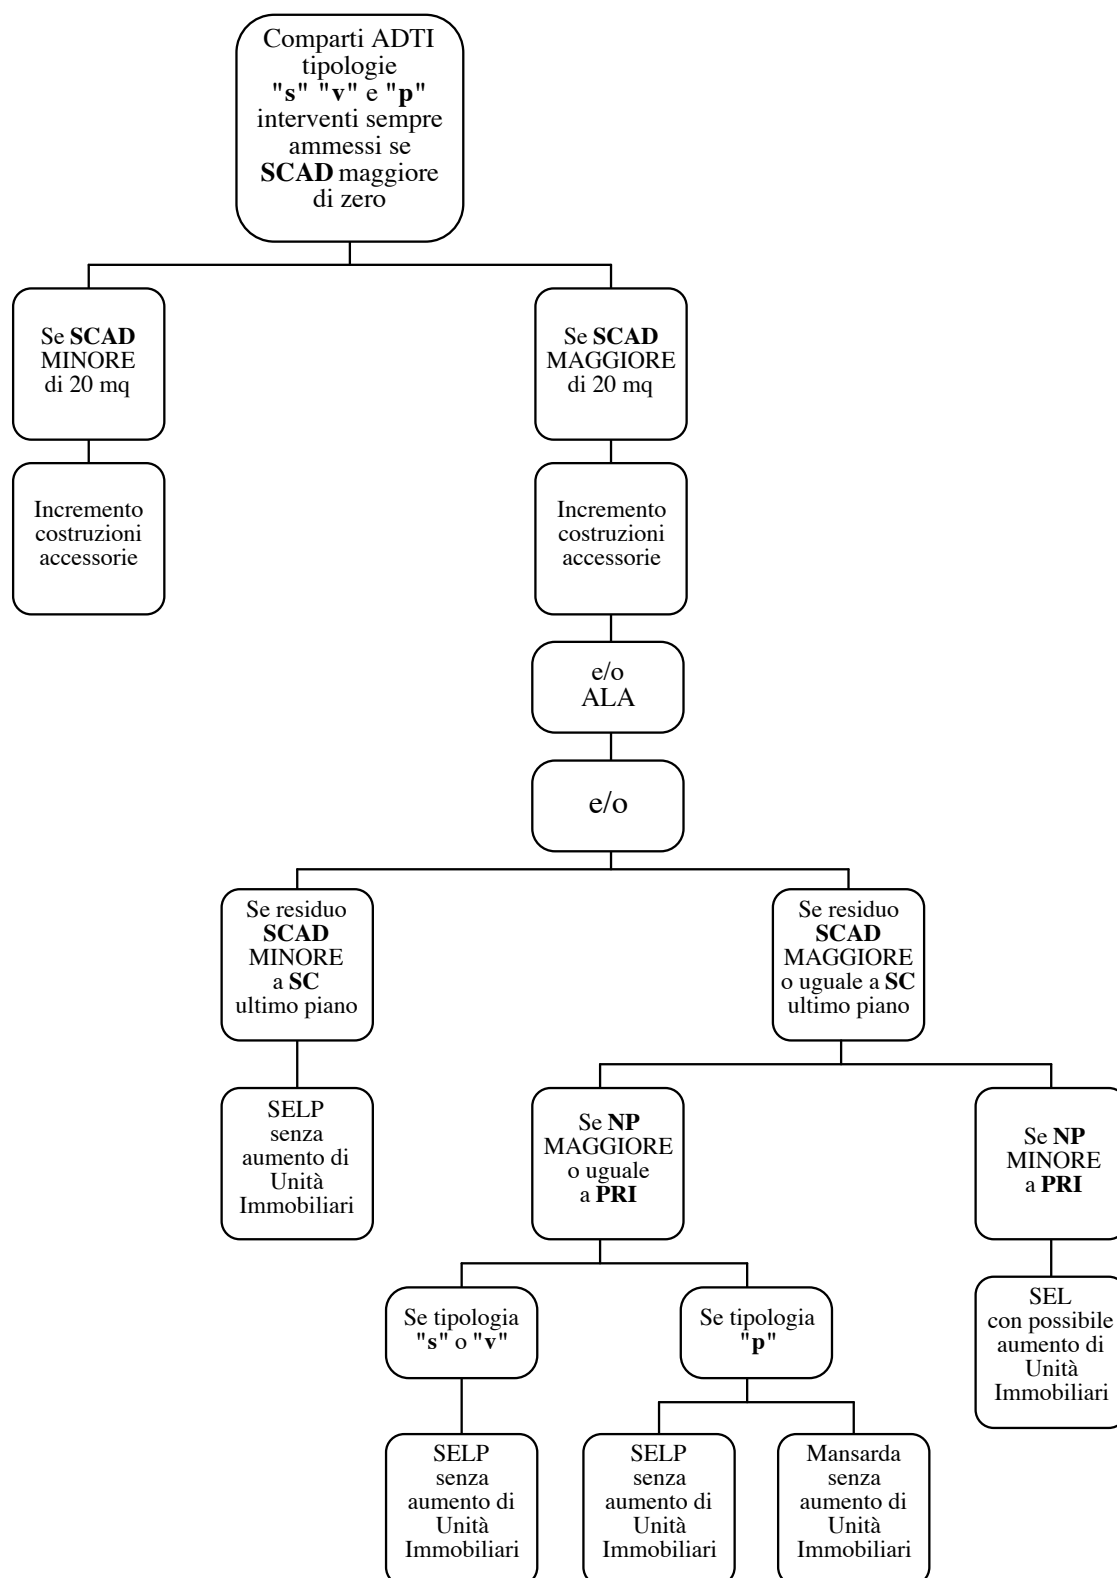 Comparti ADTI
tipologie
"s" "v" e "p"
interventi sempre
ammessi se
SCAD maggiore
di zero
Se SCAD
MINORE
di 20 mq
Se SCAD
MAGGIORE
di 20 mq
Incremento
costruzioni
accessorie
Incremento
costruzioni
accessorie
e/o
ALA
e/o
Se residuo
SCAD
MINORE
a SC
ultimo piano
Se residuo
SCAD
MAGGIORE
o uguale a SC
ultimo piano
SELP
senza
aumento di
Unità
Immobiliari
Se NP
MAGGIORE
o uguale
a PRI
Se NP
MINORE
a PRI
Se tipologia
"s" o "v"
Se tipologia
"p"
SEL
con possibile
aumento di
Unità
Immobiliari
SELP
senza
aumento di
Unità
Immobiliari
SELP
senza
aumento di
Unità
Immobiliari
Mansarda
senza
aumento di
Unità
Immobiliari